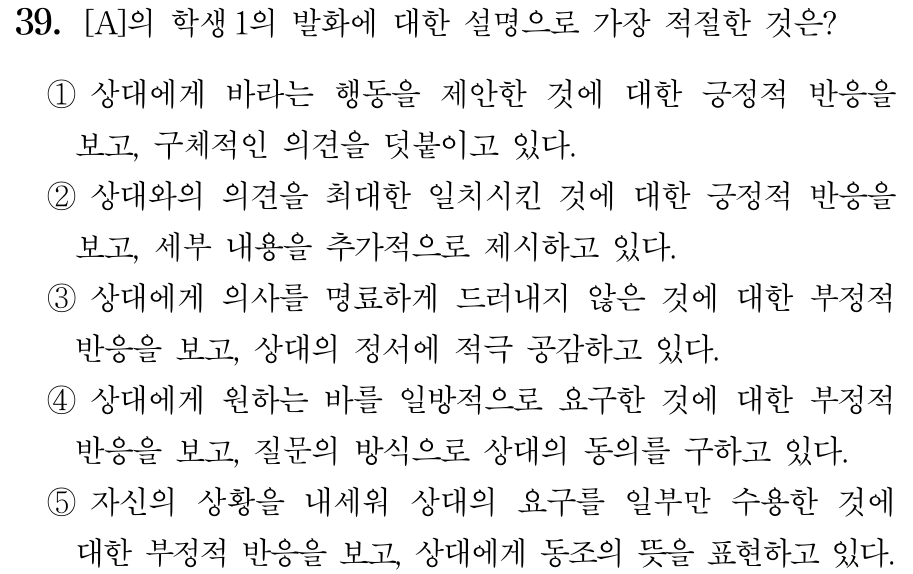 39. [A]의 학생 1의 발화에 대한 설명으로 가장 적절한 것은?
① 상대에게 바라는 행동을 제안한 것에 대한 긍정적 반응을
보고, 구체적인 의견을 덧붙이고 있다.
② 상대와의 의견을 최대한 일치시킨 것에 대한 긍정적 반응을
보고, 세부 내용을 추가적으로 제시하고 있다.
③ 상대에게 의사를 명료하게 드러내지 않은 것에 대한 부정적
반응을 보고, 상대의 정서에 적극 공감하고 있다.
④ 상대에게 원하는 바를 일방적으로 요구한 것에 대한 부정적
반응을 보고, 질문의 방식으로 상대의 동의를 구하고 있다.
⑤ 자신의 상황을 내세워 상대의 요구를 일부만 수용한 것에
대한 부정적 반응을 보고, 상대에게 동조의 뜻을 표현하고 있다.